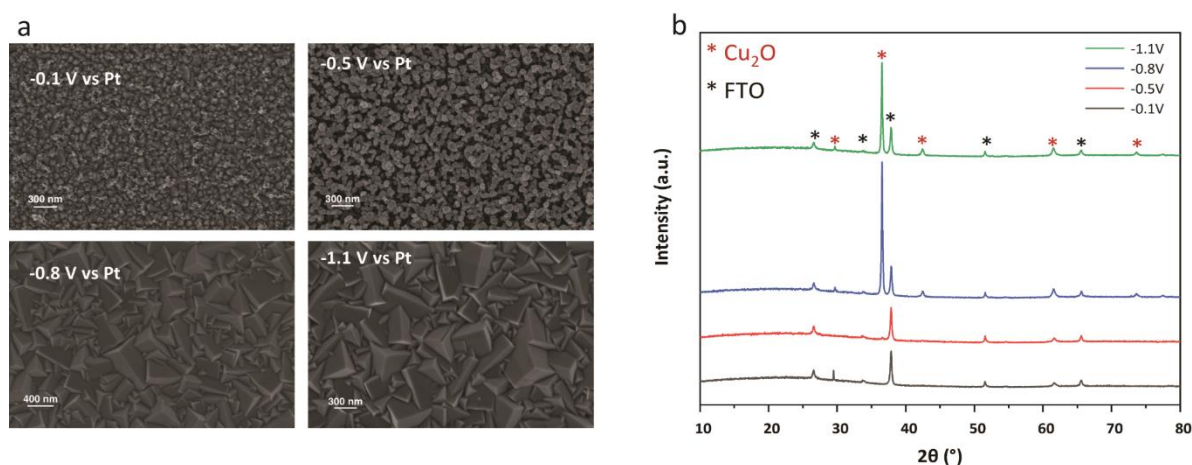 a
-0.1 V vs Pt
300 nm
-0.5 V vs Pt
300 nm
-0.8 V vs Pt
400 nm
-1.1 V vs Pt
300 nm
b
* Cu₂O
* FTO
-1.1V
-0.8V
-0.5V
-0.1V
* * * * * * * * * *
Intensity (a.u.)
10 20 30 40 50 60 70 80
2θ (°)